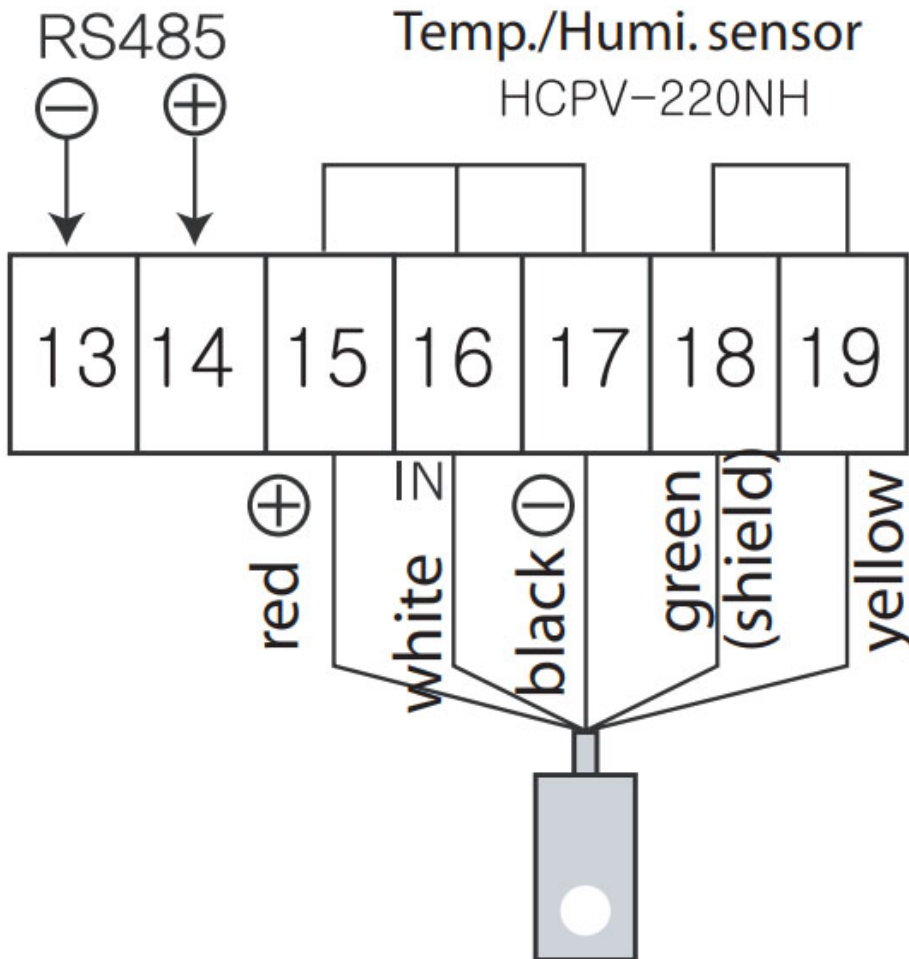 RS485
Temp./Humi. sensor
HCPV-220NH
13 14 15 16 17 18 19
IN
red
white
black
green
(shield)
yellow